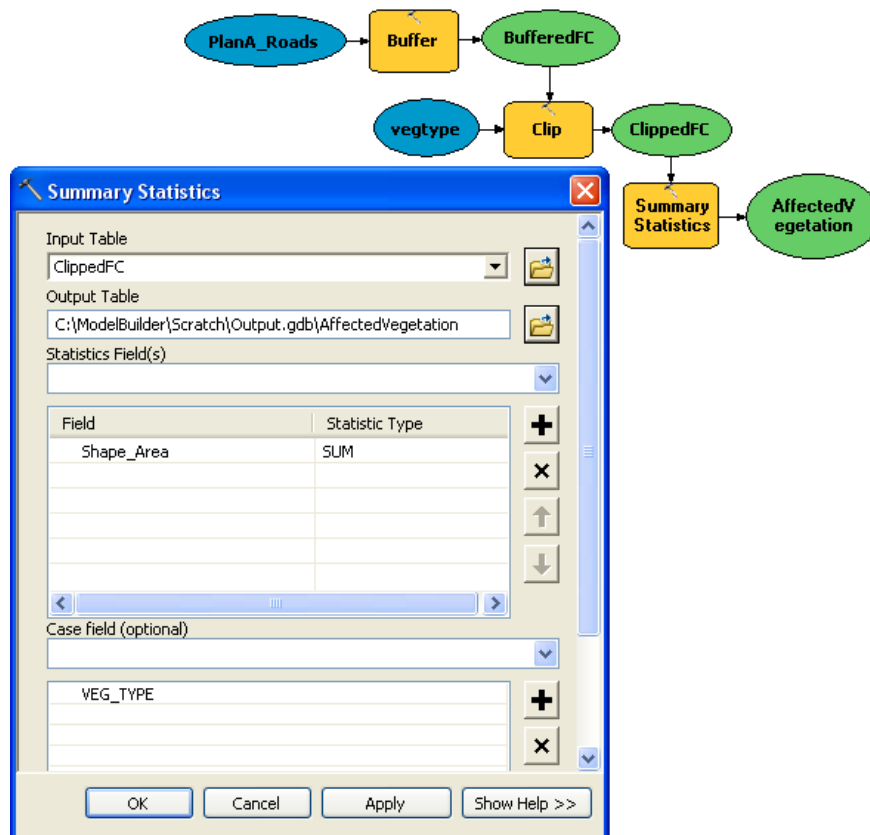 PlanA_Roads
Buffer
BufferedFC
vegtype
Clip
ClippedFC
Summary
Statistics
AffectedV
egetation
Summary Statistics
Input Table
ClippedFC
Output Table
C:\ModelBuilder\Scratch\Output.gdb\AffectedVegetation
Statistics Field(s)
Field Statistic Type
Shape_Area SUM
Case field (optional)
VEG_TYPE
OK Cancel Apply Show Help >>